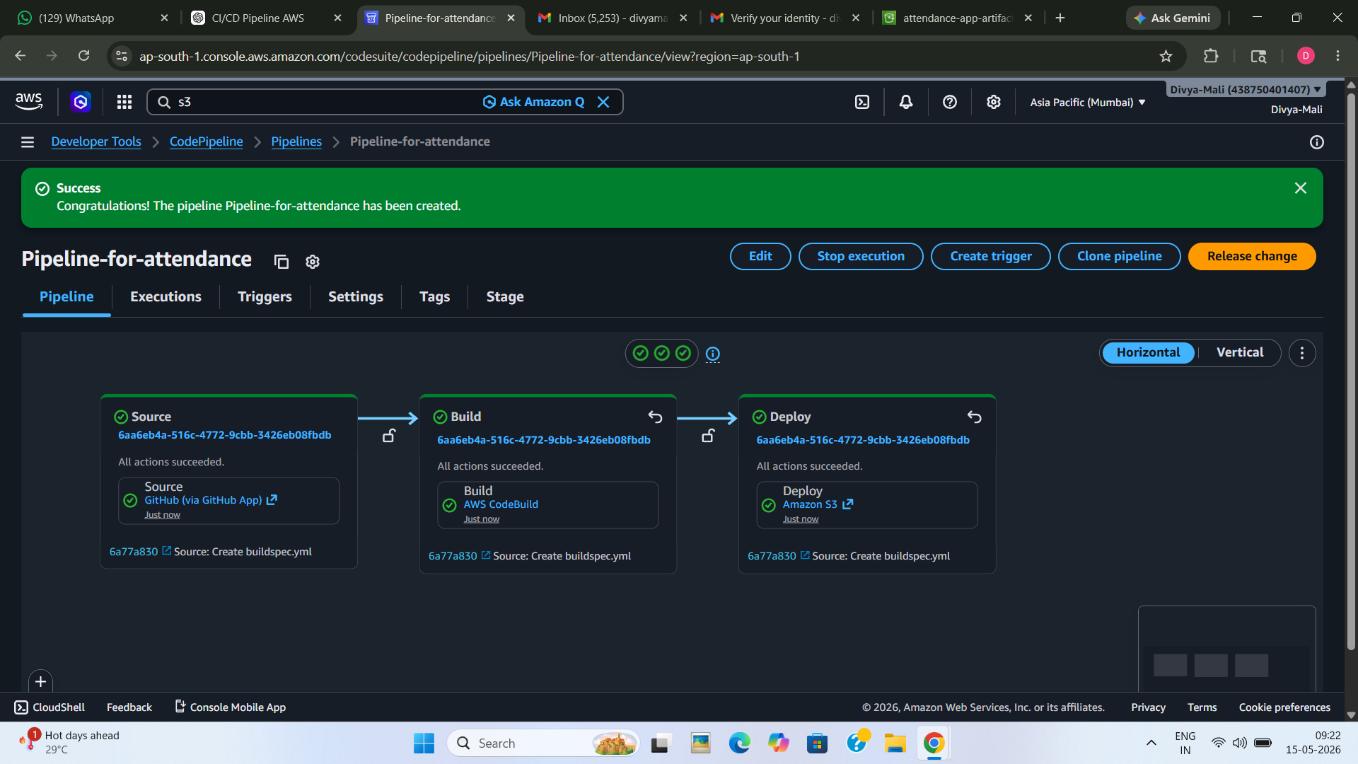 (129) WhatsApp
CI/CD Pipeline AWS
Pipeline-for-attendance
Inbox (5,253) - divyama
Verify your identity - di
attendance-app-artifac
Ask Gemini
ap-south-1.console.aws.amazon.com/codesuite/codepipeline/pipelines/Pipeline-for-attendance/view?region=ap-south-1
D
aws
s3
Ask Amazon Q
Asia Pacific (Mumbai)
Divya-Mali (438750401407)
Divya-Mali
Developer Tools
CodePipeline
Pipelines
Pipeline-for-attendance
Success
Congratulations! The pipeline Pipeline-for-attendance has been created.
Pipeline-for-attendance
Edit
Stop execution
Create trigger
Clone pipeline
Release change
Pipeline
Executions
Triggers
Settings
Tags
Stage
Horizontal
Vertical
Source
6aa6eb4a-516c-4772-9cbb-3426eb08fbdb
All actions succeeded.
Source
GitHub (via GitHub App)
Just now
6a77a830 Source: Create buildspec.yml
Build
6aa6eb4a-516c-4772-9cbb-3426eb08fbdb
All actions succeeded.
Build
AWS CodeBuild
Just now
6a77a830 Source: Create buildspec.yml
Deploy
6aa6eb4a-516c-4772-9cbb-3426eb08fbdb
All actions succeeded.
Deploy
Amazon S3
Just now
6a77a830 Source: Create buildspec.yml
CloudShell
Feedback
Console Mobile App
© 2026, Amazon Web Services, Inc. or its affiliates.
Privacy
Terms
Cookie preferences
1
Hot days ahead
29°C
Search
ENG
IN
09:22
15-05-2026